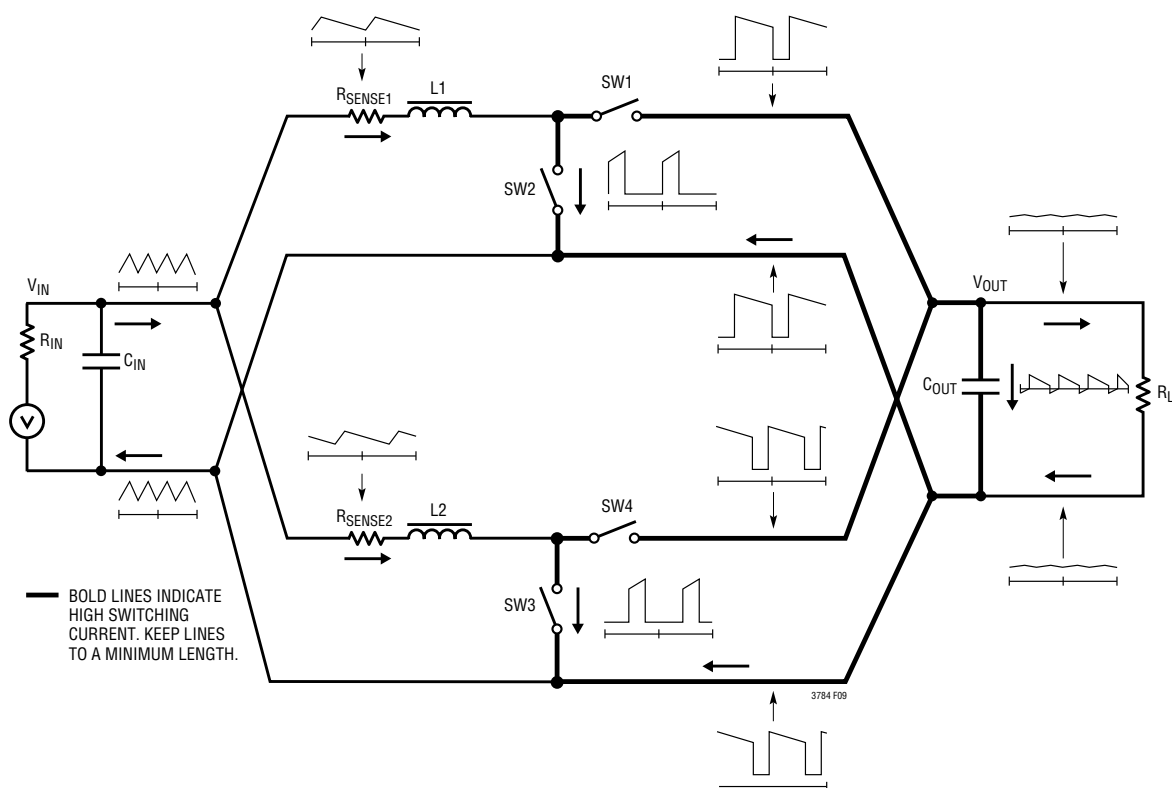 SW1
RSENSE1
L1
SW2
VIN
VOUT
RIN
CIN
COUT
RL
V
RSENSE2
L2
SW4
SW3
BOLD LINES INDICATE
HIGH SWITCHING
CURRENT. KEEP LINES
TO A MINIMUM LENGTH.
3784 F09